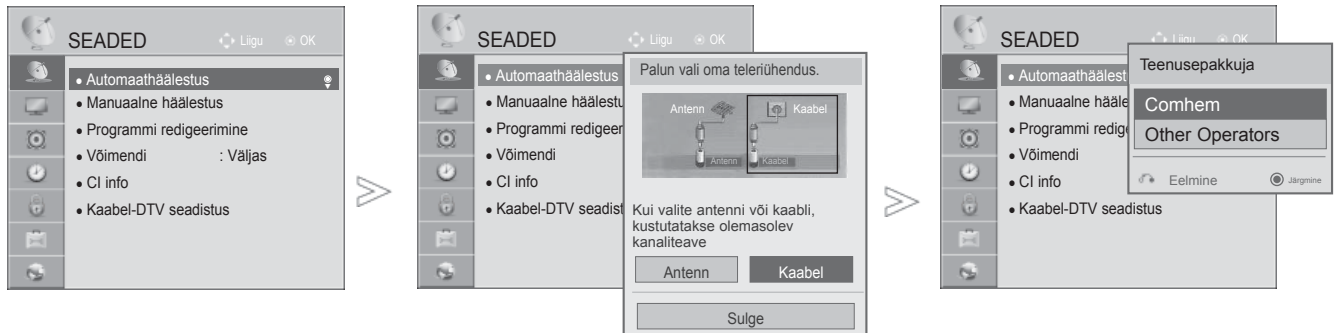 SEADED
Liigu OK
• Automaathäälestus
• Manuaalne häälestus
• Programmi redigeerimine
• Võimendi : Väljas
• CI info
• Kaabel-DTV seadistus
SEADED
Liigu OK
• Automaathäälestus
• Manuaalne häälestu
• Programmi redigeer
• Võimendi
• CI info
• Kaabel-DTV seadist
Palun vali oma teleriühendus.
Antenn Kaabel
Antenn Kaabel
Kui valite antenni või kaabli,
kustutatakse olemasolev
kanaliteave
Antenn Kaabel
Sulge
SEADED
Liigu OK
• Automaathäälest
• Manuaalne hääle
• Programmi redige
• Võimendi
• CI info
• Kaabel-DTV seadistus
Teenusepakkuja
Comhem
Other Operators
Eelmine Järgmine